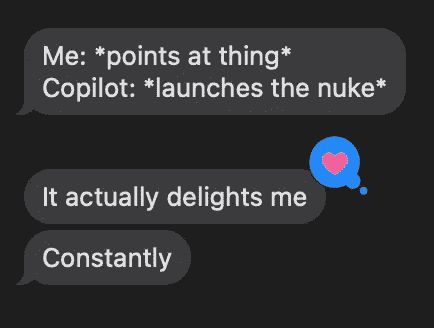 Me: *points at thing*
Copilot: *launches the nuke*
It actually delights me
Constantly